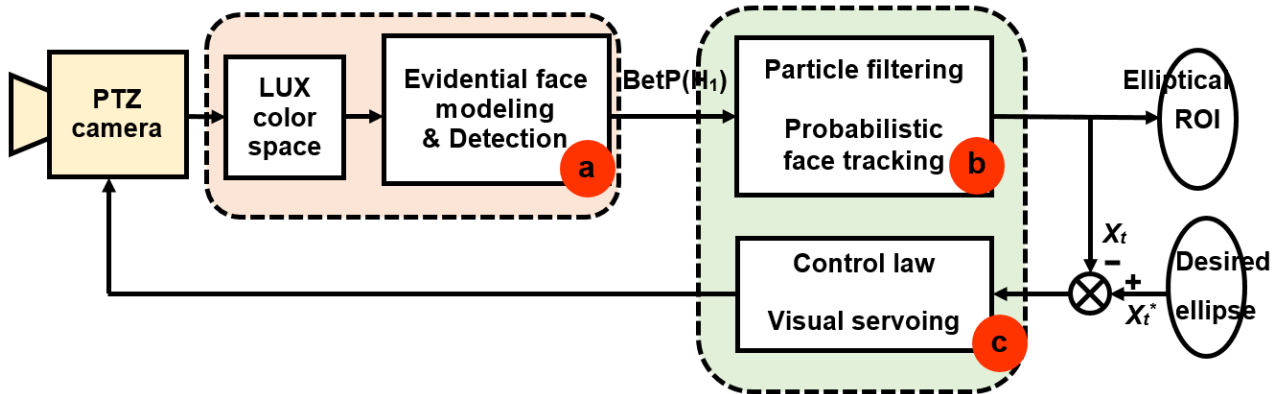 PTZ
camera
LUX
color
space
Evidential face
modeling
& Detection
a
BetP(H₁)
Particle filtering
Probabilistic
face tracking
b
Elliptical
ROI
Xₜ
−
+
Xₜ*
Desired
ellipse
Control law
Visual servoing
c